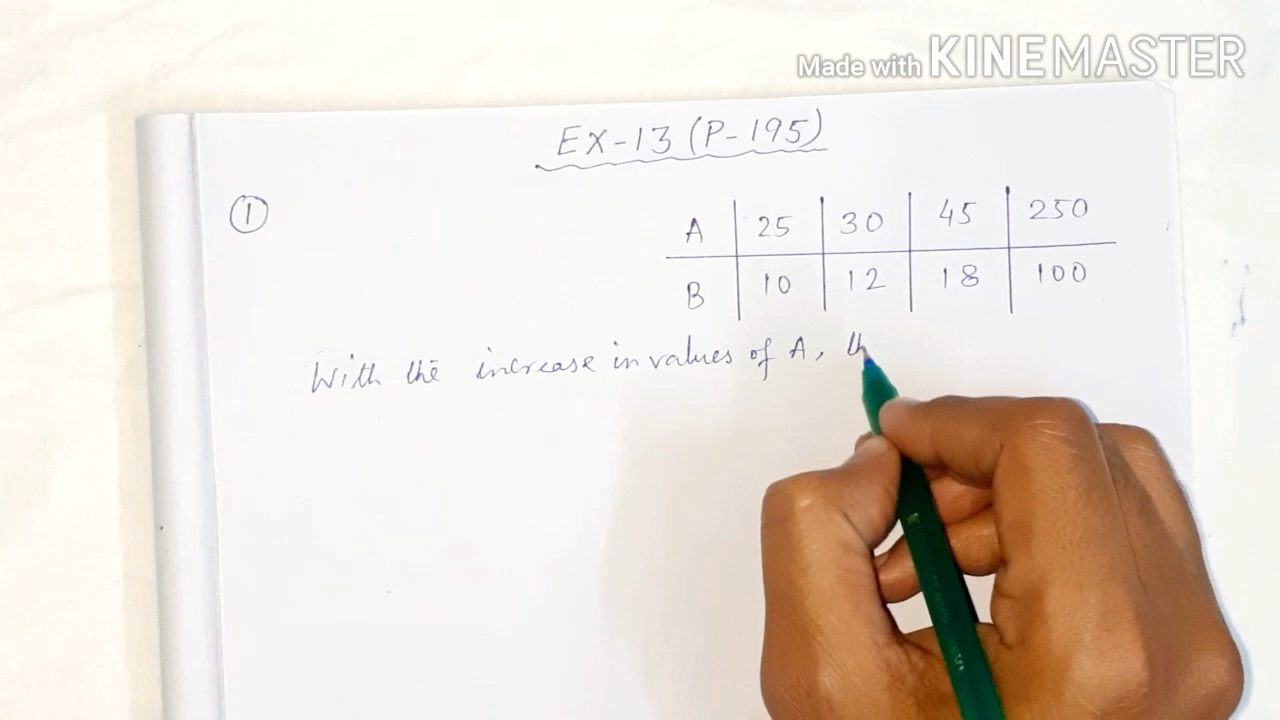 Made with KINEMASTER
EX-13 (P-195)
① A 25 30 45 250
B 10 12 18 100
With the increase in values of A, th